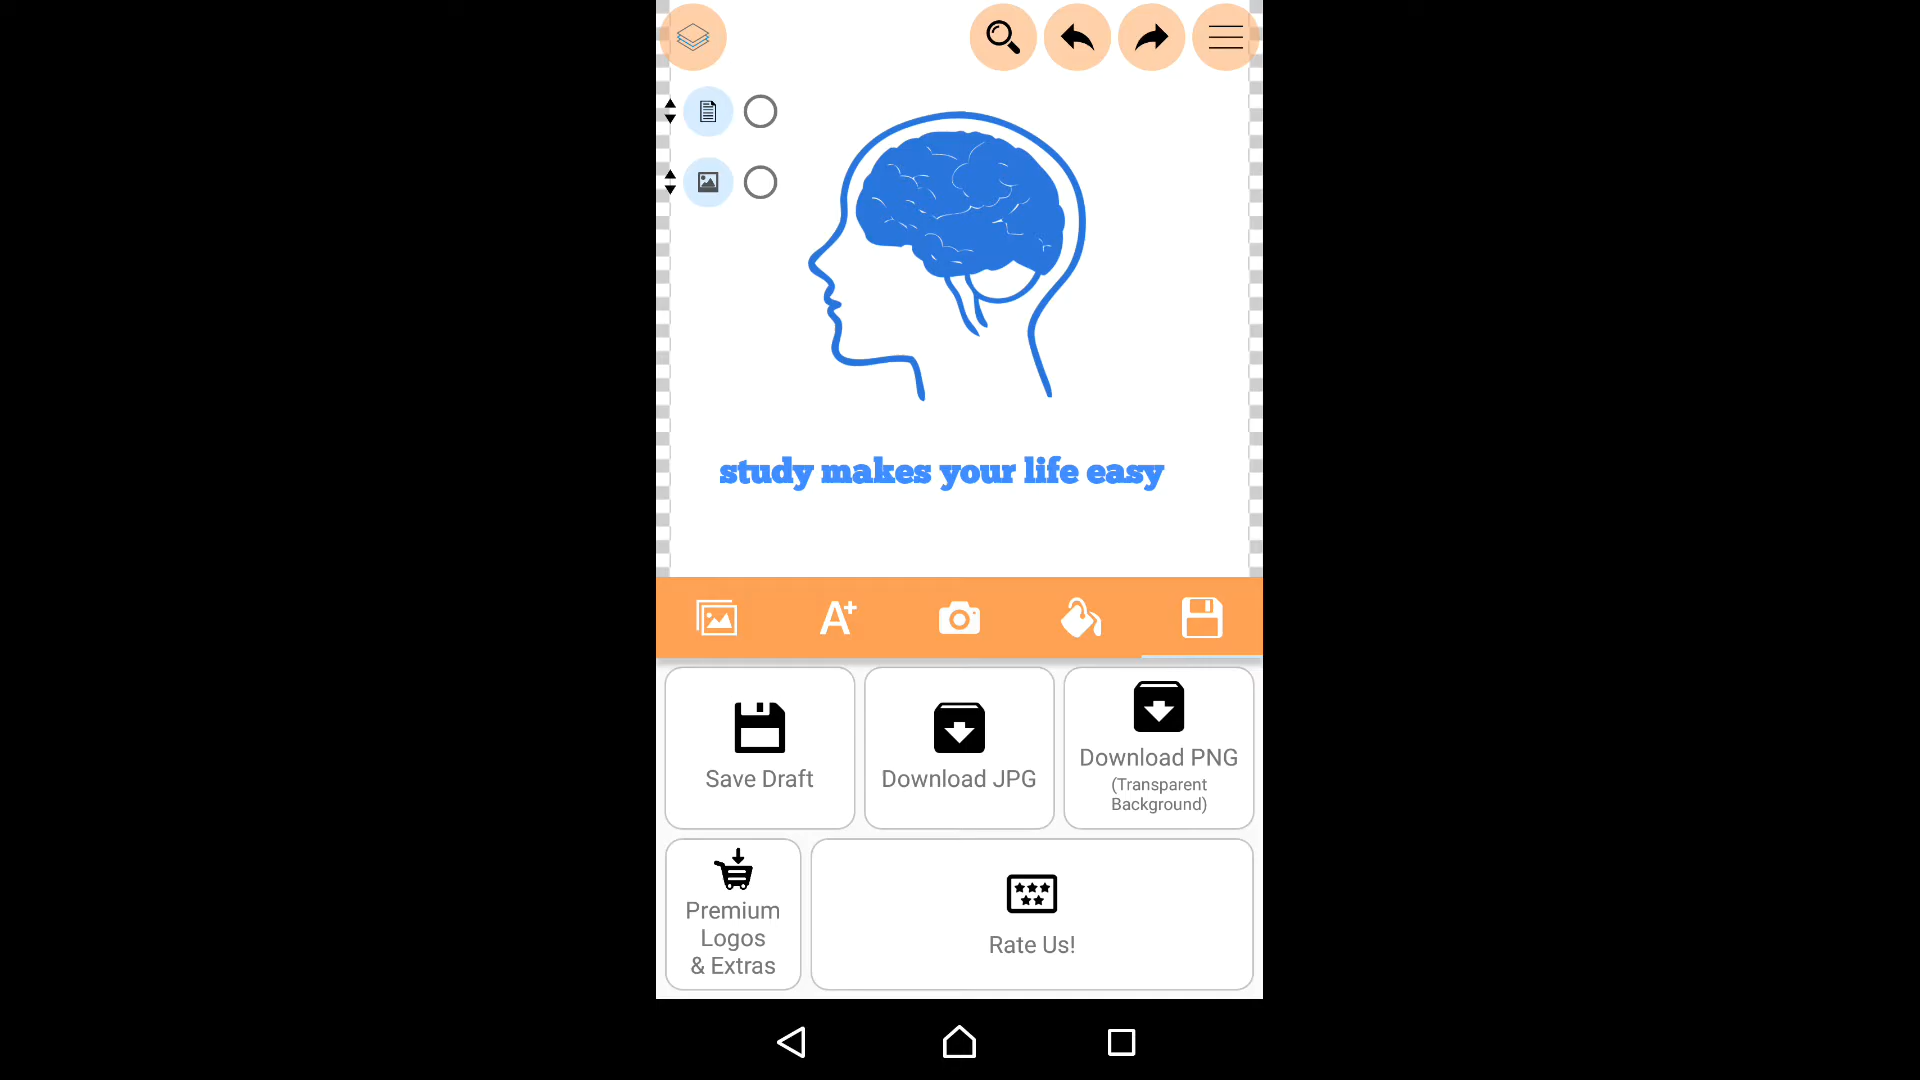 study makes your life easy
Save Draft
Download JPG
Download PNG
(Transparent
Background)
Premium
Logos
& Extras
Rate Us!